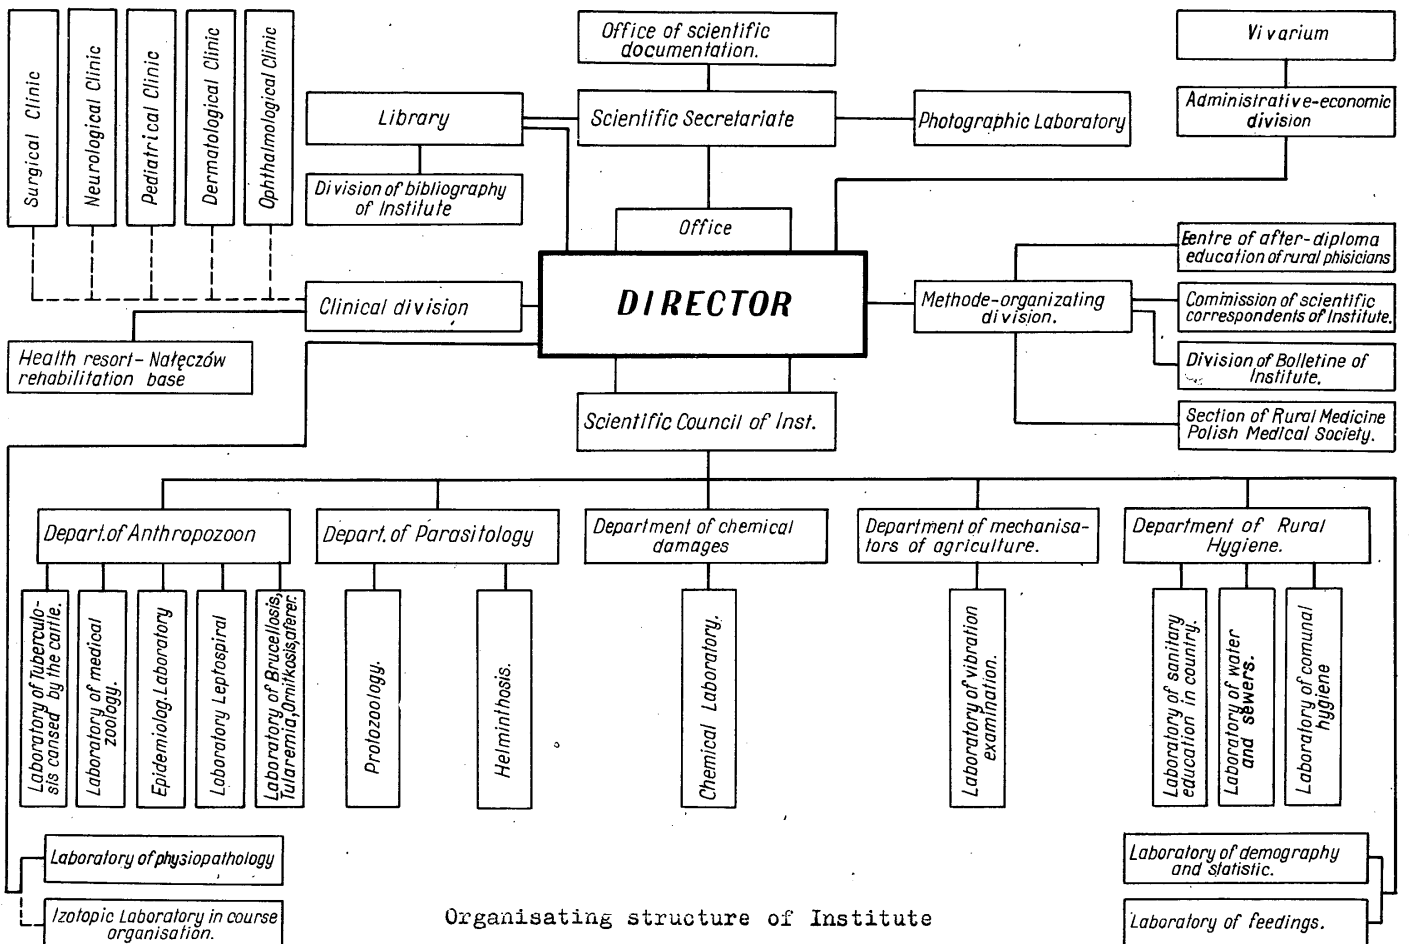 Surgical Clinic
Neurological Clinic
Pediatrical Clinic
Dermatological Clinic
Ophthalmological Clinic
Office of scientific
documentation.
Vivarium
Library
Scientific Secretariate
Photographic Laboratory
Administrative-economic
division
Division of bibliography
of Institute
Office
Eentre of after-diploma
education of rural phisicians
Clinical division
DIRECTOR
Methode-organizating
division.
Commission of scientific
correspondents of Institute.
Health resort-Nałęczów
rehabilitation base
Division of Bolletine of
Institute.
Scientific Council of Inst.
Section of Rural Medicine
Polish Medical Society.
Depart. of Anthropozoon
Depart. of Parasitology
Department of chemical
damages
Department of mechanisa-
tors of agriculture.
Department of Rural
Hygiene.
Laboratory of Tuberculo-
sis cansed by the cartle.
Laboratory of medical
zoology.
Epidemiolog. Laboratory
Laboratory Leptospiral
Laboratory of Brucellosis,
Tularemia, Ornitkosis, aferer.
Protozoology.
Helminthosis.
Chemical Laboratory.
Laboratory of vibration
examination.
Laboratory of sanitary
education in country.
Laboratory of water
and sewers.
Laboratory of comunal
hygiene
Laboratory of physiopathology
Laboratory of demography
and statistic.
Izotopic Laboratory in course
organisation.
Laboratory of feedings.
Organisating structure of Institute